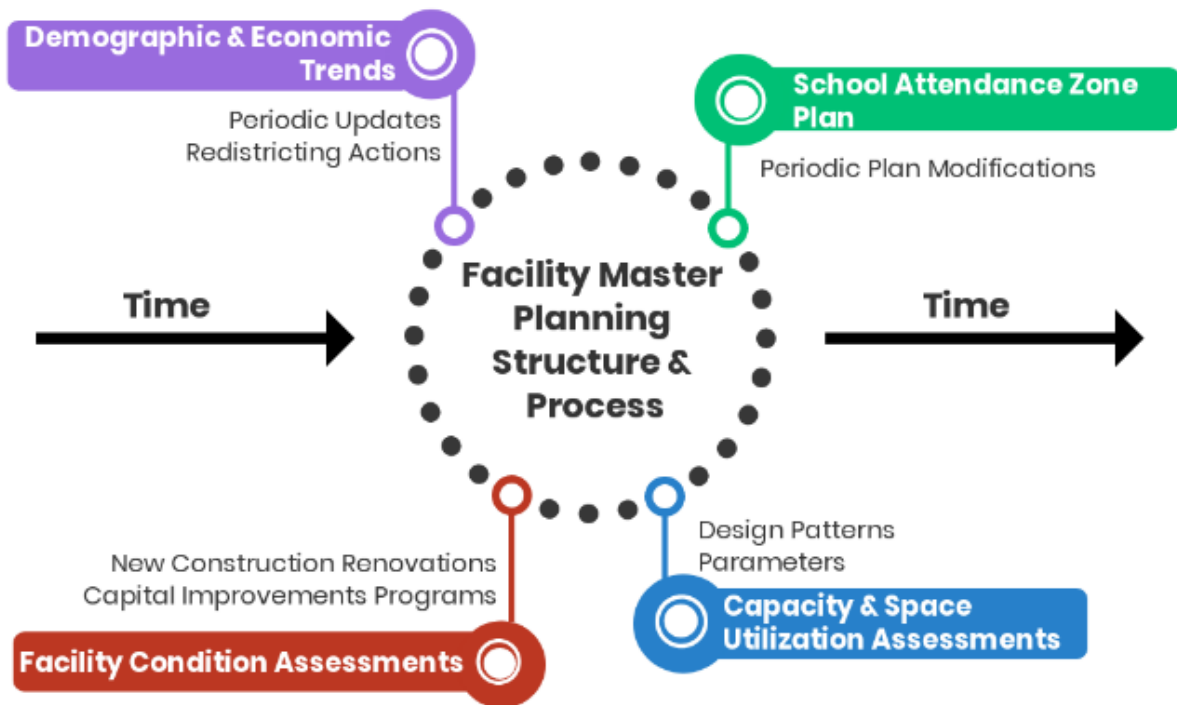 Demographic & Economic
Trends
Periodic Updates
Redistricting Actions
School Attendance Zone
Plan
Periodic Plan Modifications
Time
Facility Master
Planning
Structure &
Process
Time
New Construction Renovations
Capital Improvements Programs
Facility Condition Assessments
Design Patterns
Parameters
Capacity & Space
Utilization Assessments